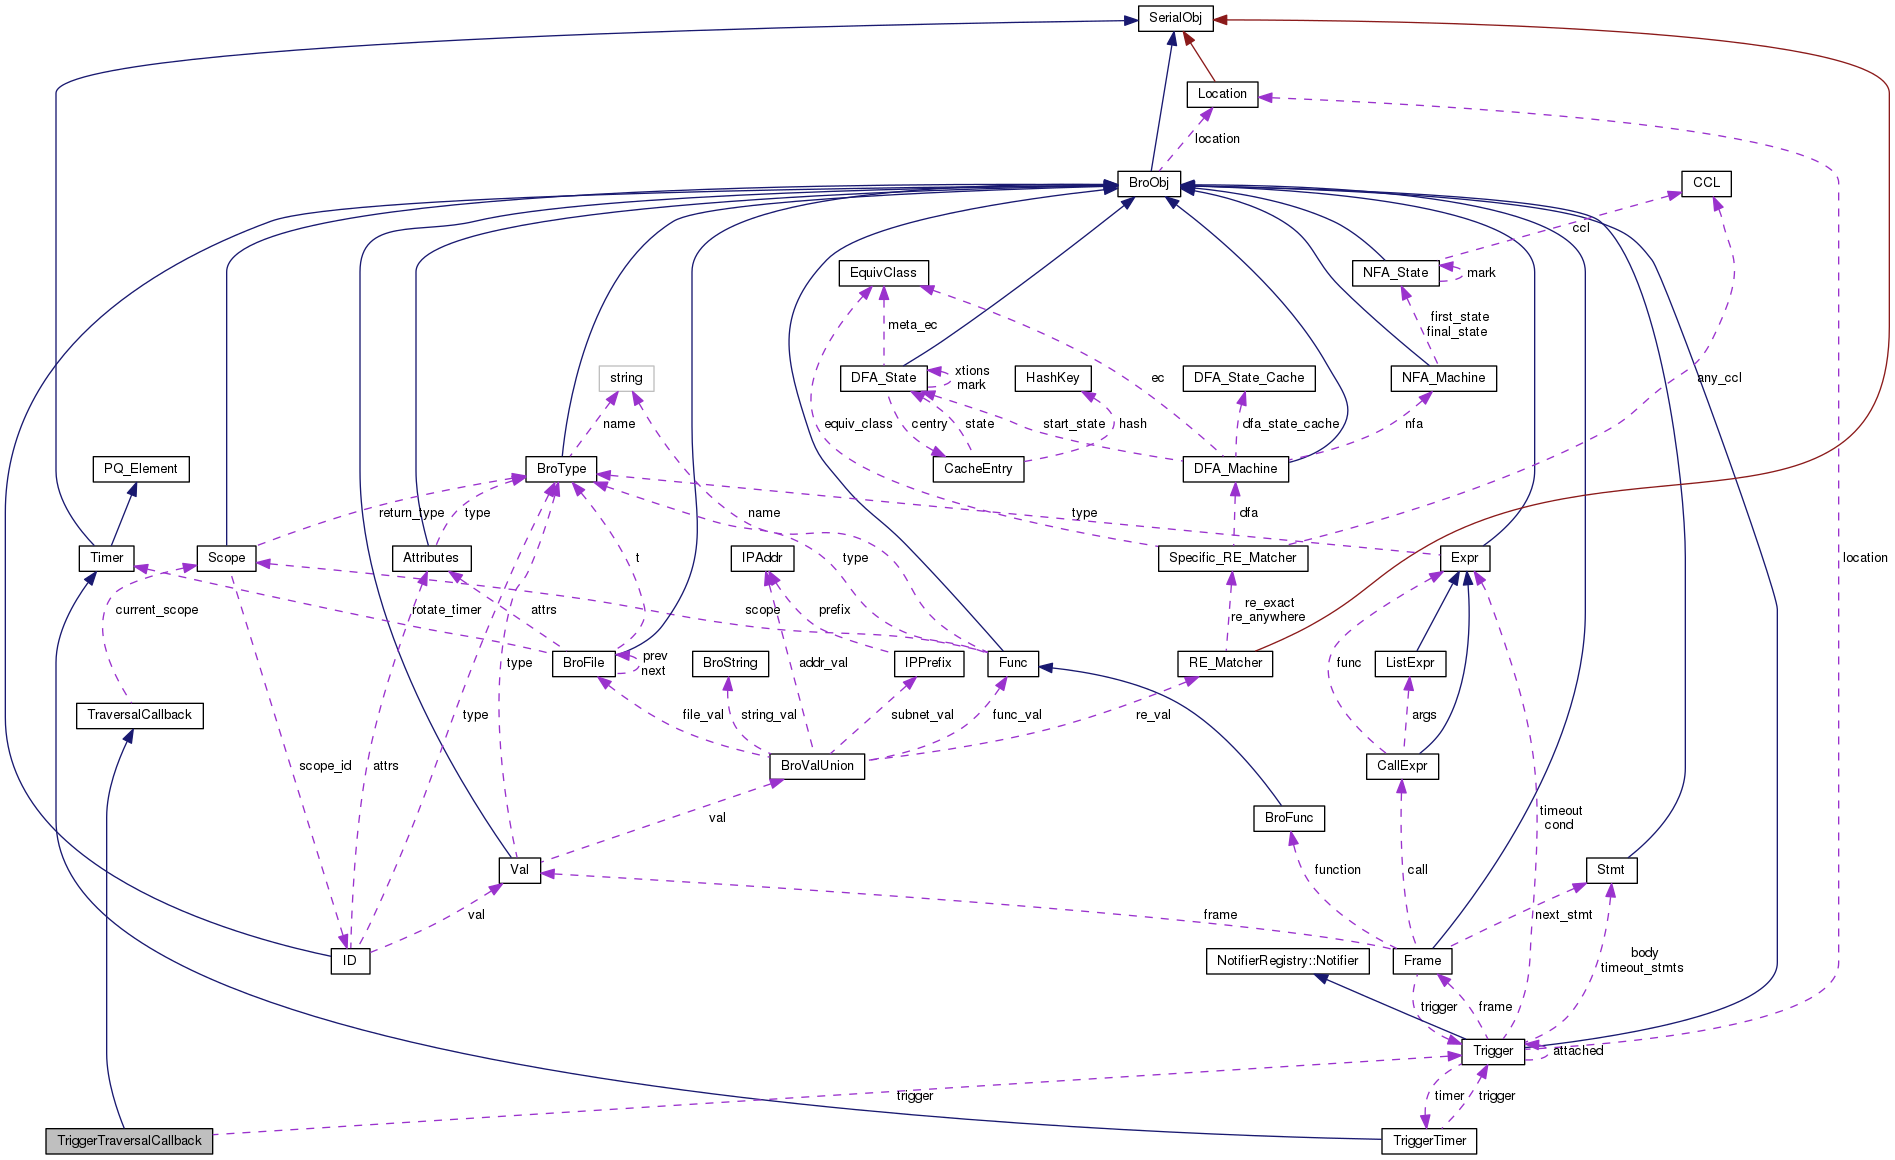 SerialObj
Location
location
BroObj
CCL
ccl
EquivClass
NFA_State
mark
first_state
final_state
meta_ec
string
DFA_State
xtions
mark
HashKey
DFA_State_Cache
NFA_Machine
ec
any_ccl
name
equiv_class
centry
state
start_state
hash
dfa_state_cache
nfa
PQ_Element
BroType
CacheEntry
DFA_Machine
return_type
type
name
type
dfa
Timer
Scope
Attributes
t
IPAddr
type
Specific_RE_Matcher
Expr
location
current_scope
rotate_timer
attrs
scope
prefix
re_exact
re_anywhere
BroFile
prev
next
BroString
addr_val
IPPrefix
Func
RE_Matcher
func
ListExpr
type
TraversalCallback
type
file_val
string_val
subnet_val
func_val
re_val
args
scope_id
attrs
BroValUnion
CallExpr
val
BroFunc
timeout
cond
Val
function
call
Stmt
val
frame
next_stmt
ID
NotifierRegistry::Notifier
Frame
body
timeout_stmts
trigger
frame
Trigger
attached
trigger
timer
trigger
TriggerTraversalCallback
TriggerTimer